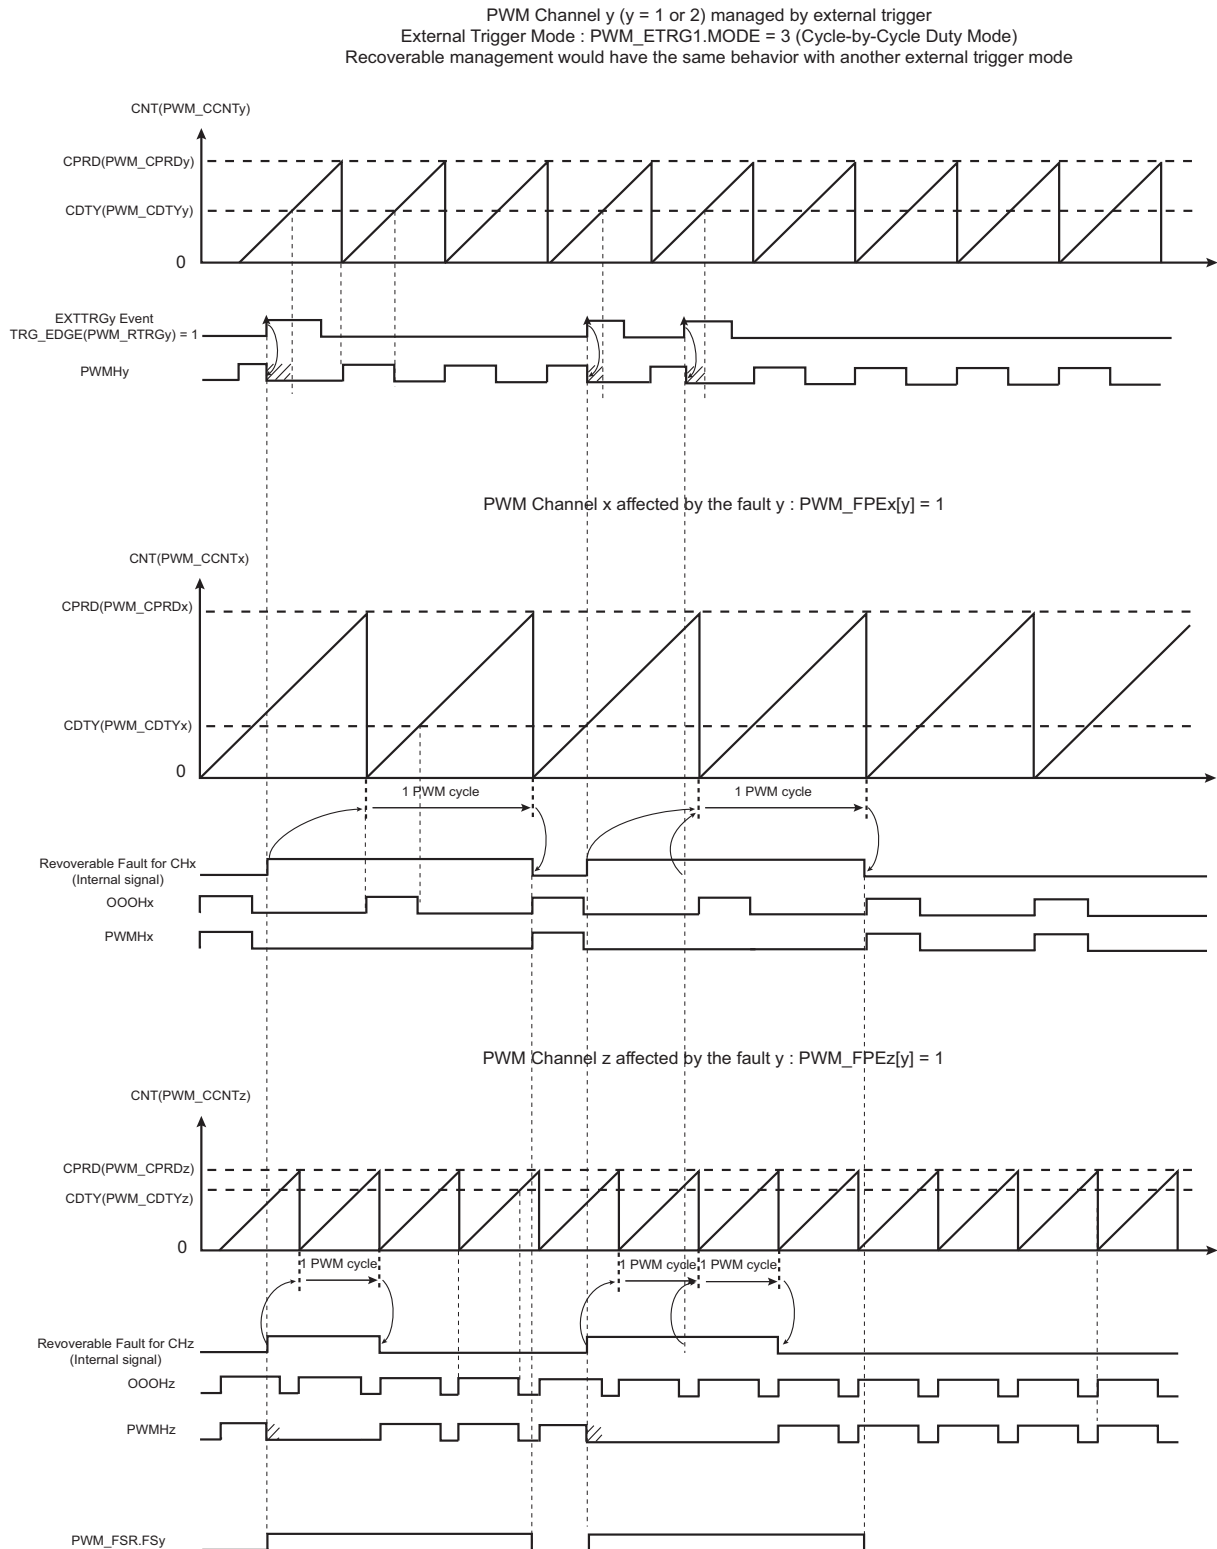 PWM Channel y (y = 1 or 2) managed by external trigger
External Trigger Mode : PWM_ETRG1.MODE = 3 (Cycle-by-Cycle Duty Mode)
Recoverable management would have the same behavior with another external trigger mode
CNT(PWM_CCNTy)
CPRD(PWM_CPRDy)
CDTY(PWM_CDTYy)
0
EXTTRGy Event
TRG_EDGE(PWM_RTRGy) = 1
PWMHy
PWM Channel x affected by the fault y : PWM_FPEx[y] = 1
CNT(PWM_CCNTx)
CPRD(PWM_CPRDx)
CDTY(PWM_CDTYx)
0
1 PWM cycle
1 PWM cycle
Revoverable Fault for CHx
(Internal signal)
OOOHx
PWMHx
PWM Channel z affected by the fault y : PWM_FPEz[y] = 1
CNT(PWM_CCNTz)
CPRD(PWM_CPRDz)
CDTY(PWM_CDTYz)
0
1 PWM cycle
1 PWM cycle
1 PWM cycle
Revoverable Fault for CHz
(Internal signal)
OOOHz
PWMHz
PWM_FSR.FSy